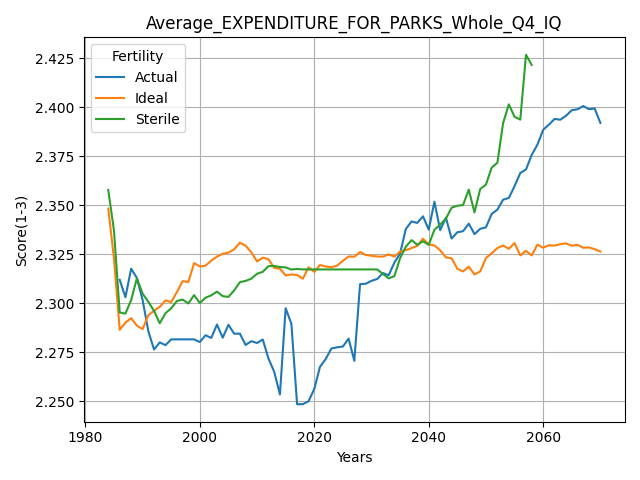 Average_EXPENDITURE_FOR_PARKS_Whole_Q4_IQ
Fertility
Actual
Ideal
Sterile
Score(1-3)
2.425
2.400
2.375
2.350
2.325
2.300
2.275
2.250
1980 2000 2020 2040 2060
Years